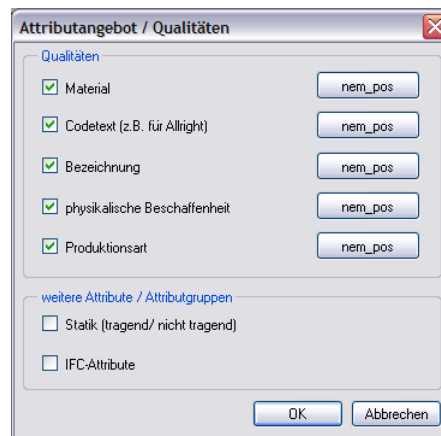 Attributangebot / Qualitäten
Qualitäten
Material nem_pos
Codetext (z.B. für Allright) nem_pos
Bezeichnung nem_pos
physikalische Beschaffenheit nem_pos
Produktionsart nem_pos
weitere Attribute / Attributgruppen
Statik (tragend/ nicht tragend)
IFC-Attribute
OK Abbrechen